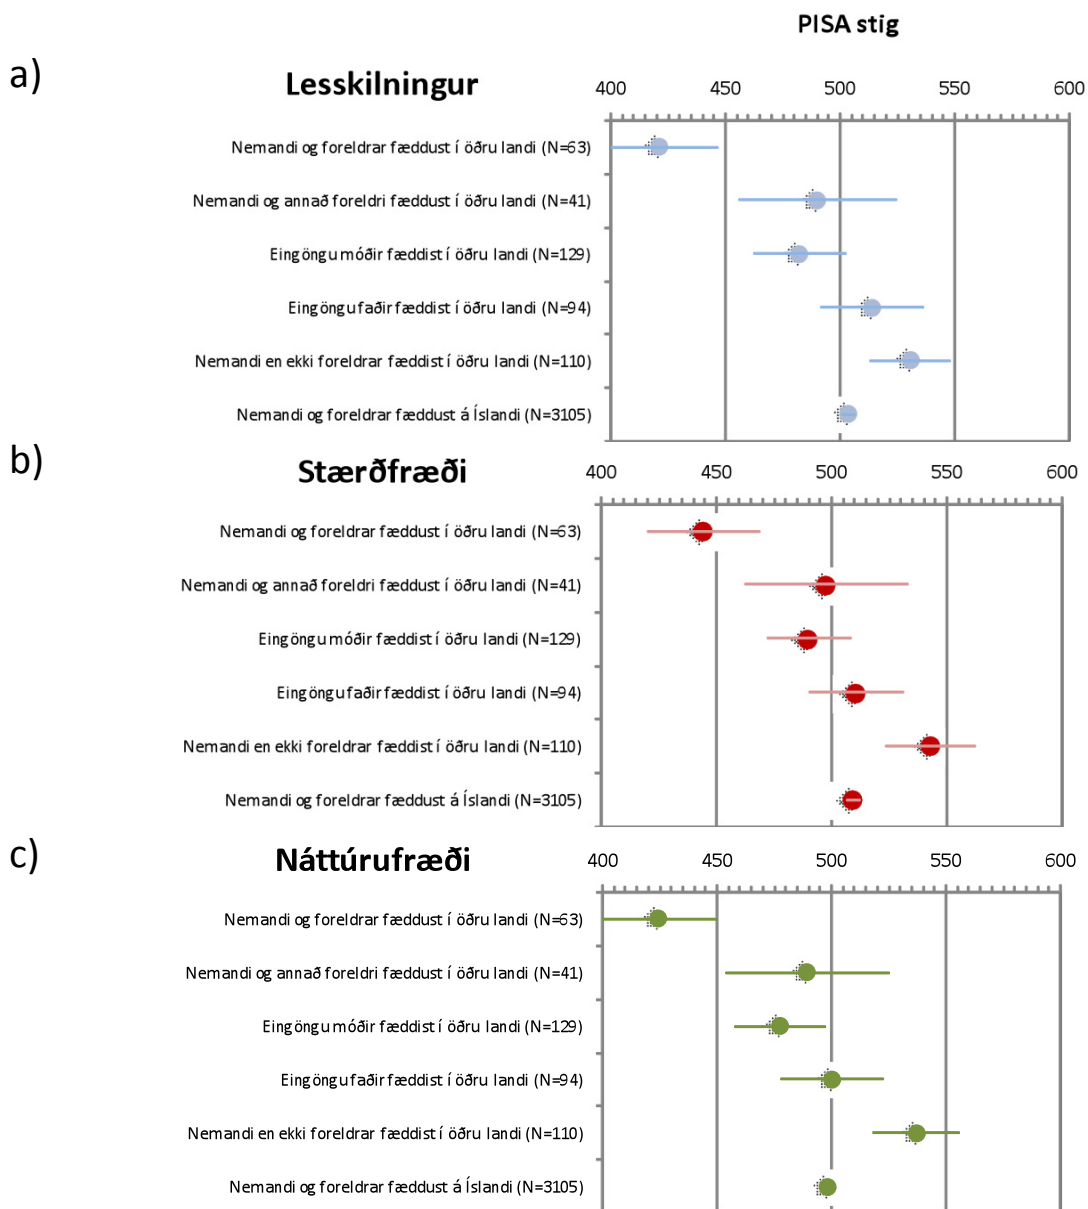 PISA stig
a)
Lesskilningur
400 450 500 550 600
Nemandi og foreldrar fæddust í öðru landi (N=63)
Nemandi og annað foreldri fæddust í öðru landi (N=41)
Eingöngu móðir fæddist í öðru landi (N=129)
Eingöngu faðir fæddist í öðru landi (N=94)
Nemandi en ekki foreldrar fæddist í öðru landi (N=110)
Nemandi og foreldrar fæddust á Íslandi (N=3105)
b)
Stærðfræði
400 450 500 550 600
Nemandi og foreldrar fæddust í öðru landi (N=63)
Nemandi og annað foreldri fæddust í öðru landi (N=41)
Eingöngu móðir fæddist í öðru landi (N=129)
Eingöngu faðir fæddist í öðru landi (N=94)
Nemandi en ekki foreldrar fæddist í öðru landi (N=110)
Nemandi og foreldrar fæddust á Íslandi (N=3105)
c)
Náttúrufræði
400 450 500 550 600
Nemandi og foreldrar fæddust í öðru landi (N=63)
Nemandi og annað foreldri fæddust í öðru landi (N=41)
Eingöngu móðir fæddist í öðru landi (N=129)
Eingöngu faðir fæddist í öðru landi (N=94)
Nemandi en ekki foreldrar fæddist í öðru landi (N=110)
Nemandi og foreldrar fæddust á Íslandi (N=3105)